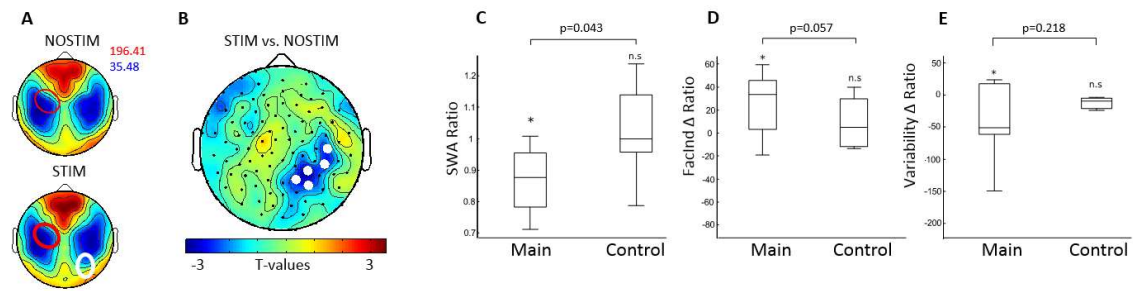 A
NOSTIM
196.41
35.48
STIM
B
STIM vs. NOSTIM
-3 T-values 3
C
p=0.043
SWA Ratio
1.2
1.1
1
0.9
0.8
0.7
*
n.s
Main Control
D
p=0.057
FacInd Δ Ratio
60
40
20
0
-20
-40
-60
-80
*
n.s
Main Control
E
p=0.218
Variability Δ Ratio
50
0
-50
-100
-150
-200
*
n.s
Main Control